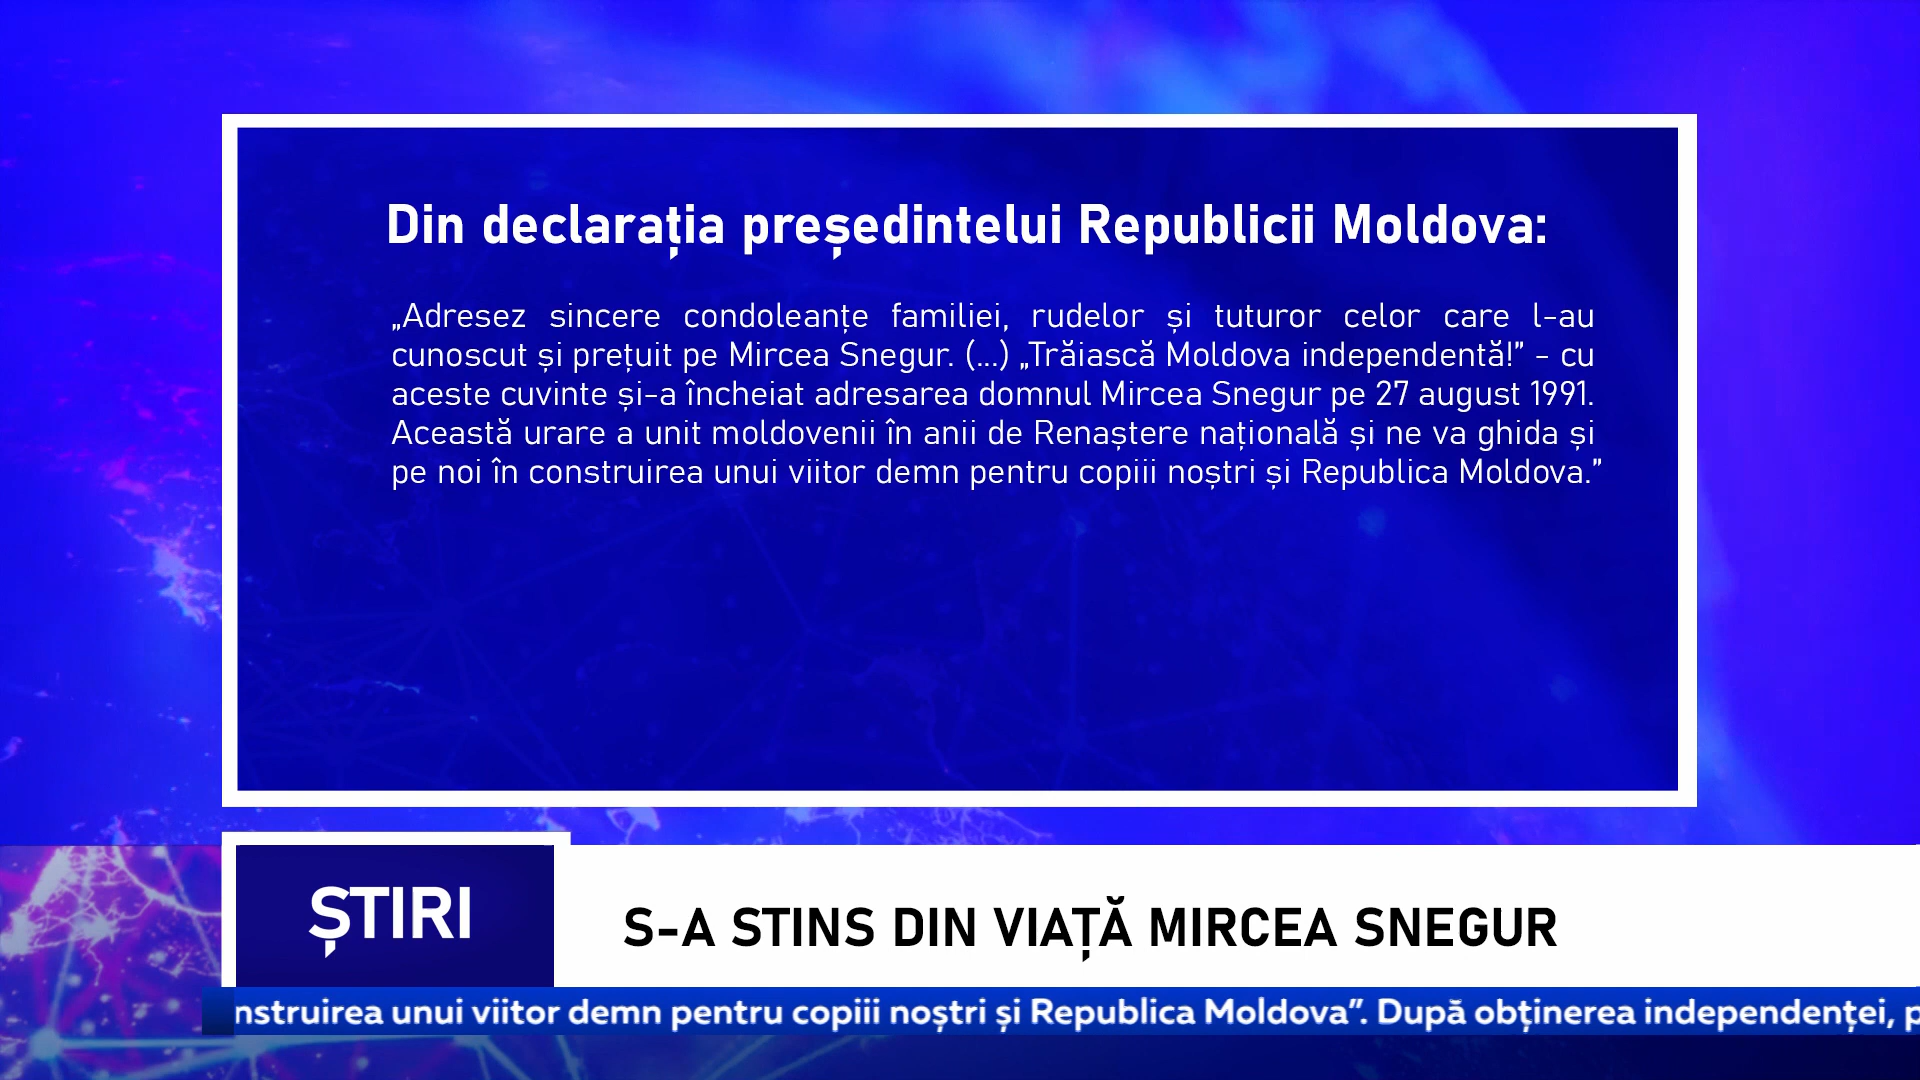 Din declarația președintelui Republicii Moldova:
„Adresez sincere condoleanțe familiei, rudelor și tuturor celor care l-au
cunoscut și prețuit pe Mircea Snegur. (...) „Trăiască Moldova independentă!” - cu
aceste cuvinte și-a încheiat adresarea domnul Mircea Snegur pe 27 august 1991.
Această urare a unit moldovenii în anii de Renaștere națională și ne va ghida și
pe noi în construirea unui viitor demn pentru copiii noștri și Republica Moldova.”
ȘTIRI
S-A STINS DIN VIAȚĂ MIRCEA SNEGUR
nstruirea unui viitor demn pentru copiii noștri și Republica Moldova”. După obținerea independenței, p